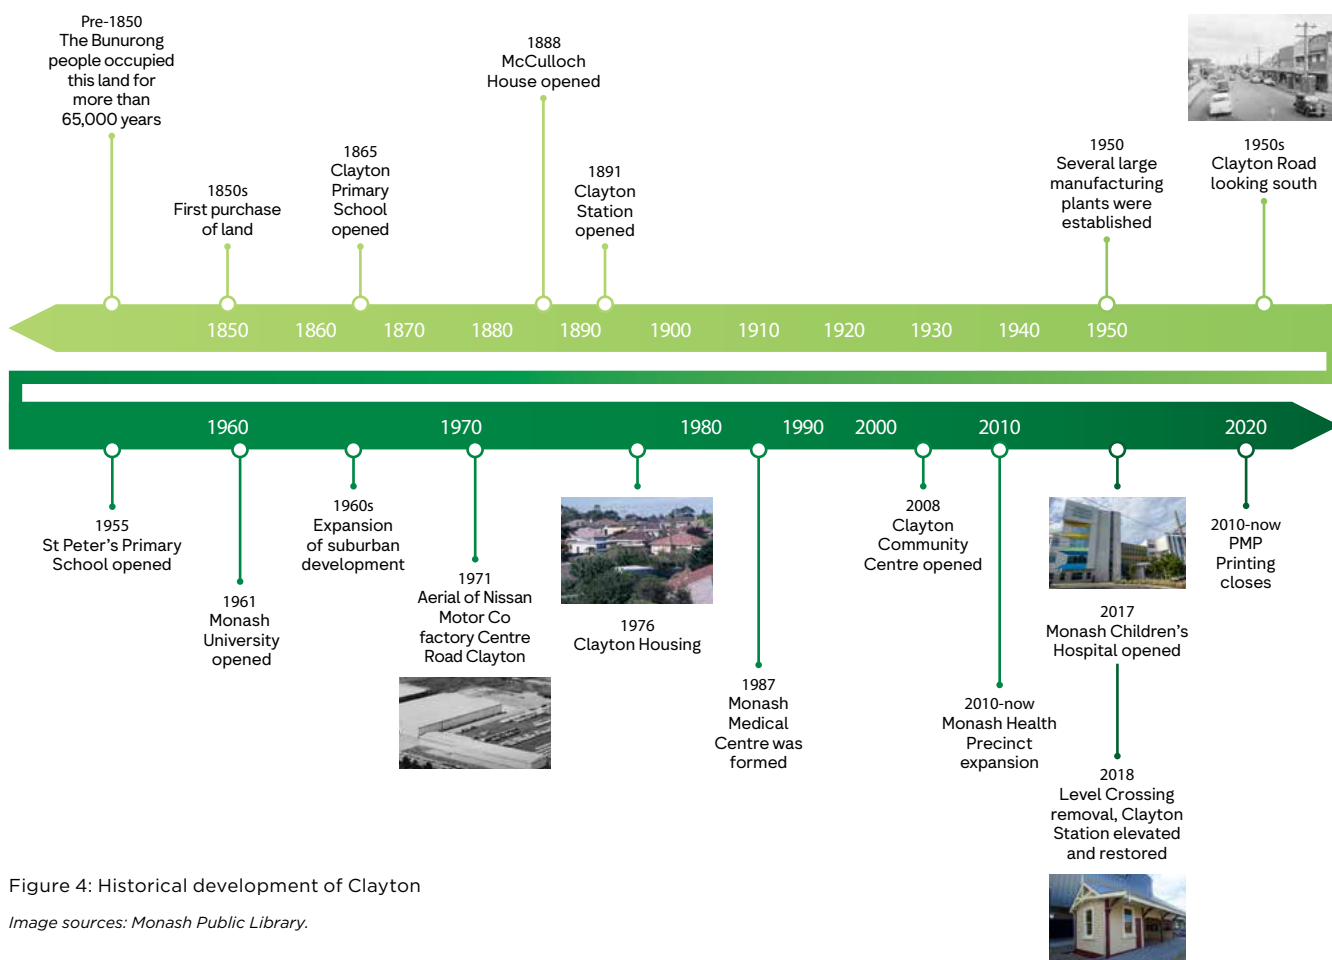 Pre-1850
The Bunurong
people occupied
this land for
more than
65,000 years
1850s
First purchase
of land
1865
Clayton
Primary
School
opened
1888
McCulloch
House opened
1891
Clayton
Station
opened
1950
Several large
manufacturing
plants were
established
1950s
Clayton Road
looking south
1850 1860 1870 1880 1890 1900 1910 1920 1930 1940 1950
1960 1970 1980 1990 2000 2010 2020
1955
St Peter's Primary
School opened
1961
Monash
University
opened
1960s
Expansion
of suburban
development
1971
Aerial of Nissan
Motor Co
factory Centre
Road Clayton
1976
Clayton Housing
1987
Monash
Medical
Centre was
formed
2008
Clayton
Community
Centre opened
2010-now
Monash Health
Precinct
expansion
2017
Monash Children's
Hospital opened
2018
Level Crossing
removal, Clayton
Station elevated
and restored
2010-now
PMP
Printing
closes
Figure 4: Historical development of Clayton
Image sources: Monash Public Library.